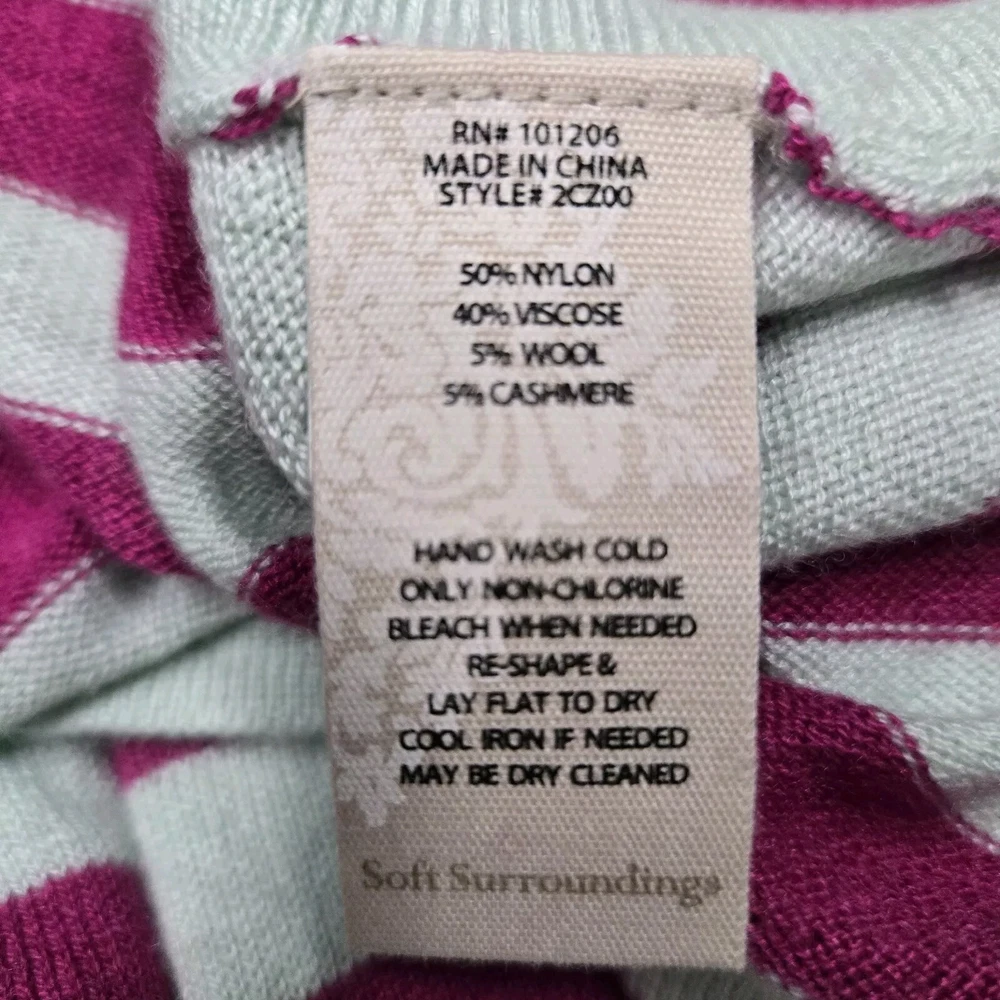 RN# 101206
MADE IN CHINA
STYLE# 2CZ00
50% NYLON
40% VISCOSE
5% WOOL
5% CASHMERE
HAND WASH COLD
ONLY NON-CHLORINE
BLEACH WHEN NEEDED
RE-SHAPE &
LAY FLAT TO DRY
COOL IRON IF NEEDED
MAY BE DRY CLEANED
Soft Surroundings